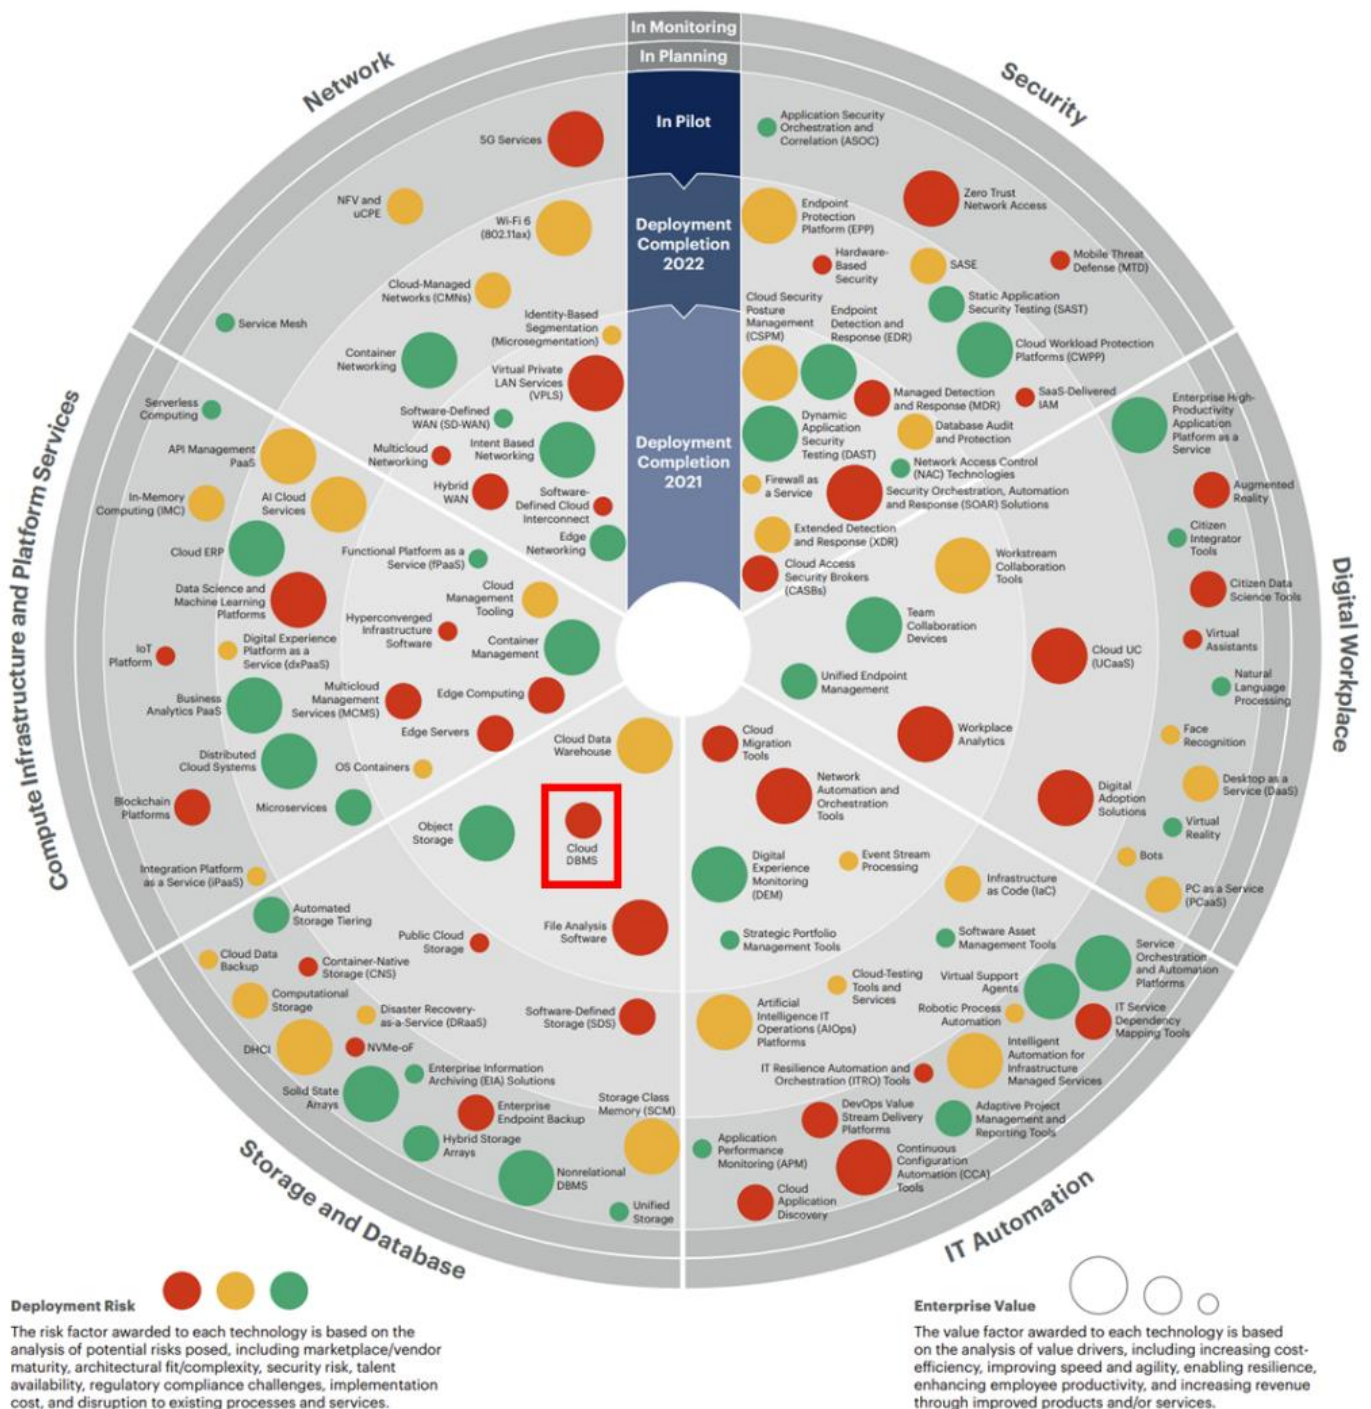 In Monitoring
In Planning
In Pilot
Deployment
Completion
2022
Deployment
Completion
2021
Network
5G Services
NFV and
uCPE
Wi-Fi 6
(802.11ax)
Cloud-Managed
Networks (CMNs)
Identity-Based
Segmentation
(Microsegmentation)
Service Mesh
Container
Networking
Virtual Private
LAN Services
(VPLS)
Software-Defined
WAN (SD-WAN)
Multicloud
Networking
Intent Based
Networking
Hybrid
WAN
Software-
Defined Cloud
Interconnect
Edge
Networking
Security
Application Security
Orchestration and
Correlation (ASOC)
Zero Trust
Network Access
Endpoint
Protection
Platform (EPP)
Hardware-
Based
Security
SASE
Mobile Threat
Defense (MTD)
Static Application
Security Testing (SAST)
Cloud Security
Posture
Management
(CSPM)
Endpoint
Detection and
Response (EDR)
Cloud Workload Protection
Platforms (CWPP)
Managed Detection
and Response (MDR)
SaaS-Delivered
IAM
Dynamic
Application
Security
Testing (DAST)
Database Audit
and Protection
Network Access Control
(NAC) Technologies
Firewall as
a Service
Security Orchestration, Automation
and Response (SOAR) Solutions
Extended Detection
and Response (XDR)
Cloud Access
Security Brokers
(CASBs)
Digital Workplace
Enterprise High-
Productivity
Application
Platform as a
Service
Augmented
Reality
Citizen
Integrator
Tools
Workstream
Collaboration
Tools
Citizen Data
Science Tools
Team
Collaboration
Devices
Cloud UC
(UCaaS)
Virtual
Assistants
Unified Endpoint
Management
Natural
Language
Processing
Workplace
Analytics
Face
Recognition
Digital
Adoption
Solutions
Desktop as a
Service (DaaS)
Virtual
Reality
Bots
PC as a Service
(PCaaS)
Compute Infrastructure and Platform Services
Serverless
Computing
API Management
PaaS
In-Memory
Computing (IMC)
AI Cloud
Services
Cloud ERP
Functional Platform as a
Service (fPaaS)
Data Science and
Machine Learning
Platforms
Cloud
Management
Tooling
Hyperconverged
Infrastructure
Software
IoT
Platform
Digital Experience
Platform as a
Service (dxPaaS)
Container
Management
Business
Analytics PaaS
Multicloud
Management
Services (MCMS)
Edge Computing
Edge Servers
Distributed
Cloud Systems
OS Containers
Blockchain
Platforms
Microservices
Integration Platform
as a Service (iPaaS)
Storage and Database
Cloud Data
Warehouse
Object
Storage
Cloud
DBMS
Automated
Storage Tiering
File Analysis
Software
Public Cloud
Storage
Cloud Data
Backup
Container-Native
Storage (CNS)
Computational
Storage
Disaster Recovery-
as-a-Service (DRaaS)
Software-Defined
Storage (SDS)
DHCI
NVMe-oF
Enterprise Information
Archiving (EIA) Solutions
Solid State
Arrays
Enterprise
Endpoint Backup
Storage Class
Memory (SCM)
Hybrid Storage
Arrays
Nonrelational
DBMS
Unified
Storage
IT Automation
Cloud
Migration
Tools
Network
Automation and
Orchestration
Tools
Digital
Experience
Monitoring
(DEM)
Event Stream
Processing
Infrastructure
as Code (IaC)
Strategic Portfolio
Management Tools
Software Asset
Management Tools
Service
Orchestration
and Automation
Platforms
Cloud-Testing
Tools and
Services
Virtual Support
Agents
Artificial
Intelligence IT
Operations (AIOps)
Platforms
Robotic Process
Automation
IT Service
Dependency
Mapping Tools
Intelligent
Automation for
Infrastructure
Managed Services
IT Resilience Automation and
Orchestration (ITRO) Tools
DevOps Value
Stream Delivery
Platforms
Adaptive Project
Management and
Reporting Tools
Application
Performance
Monitoring (APM)
Continuous
Configuration
Automation (CCA)
Tools
Cloud
Application
Discovery
Deployment Risk
The risk factor awarded to each technology is based on the
analysis of potential risks posed, including marketplace/vendor
maturity, architectural fit/complexity, security risk, talent
availability, regulatory compliance challenges, implementation
cost, and disruption to existing processes and services.
Enterprise Value
The value factor awarded to each technology is based
on the analysis of value drivers, including increasing cost-
efficiency, improving speed and agility, enabling resilience,
enhancing employee productivity, and increasing revenue
through improved products and/or services.